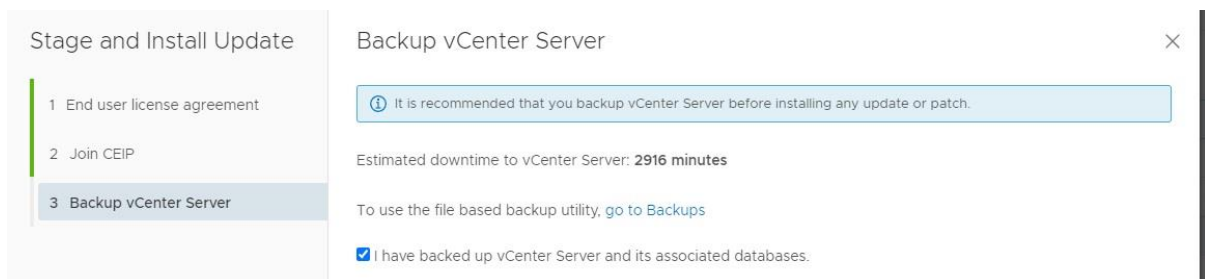 Stage and Install Update
1 End user license agreement
2 Join CEIP
3 Backup vCenter Server
Backup vCenter Server
It is recommended that you backup vCenter Server before installing any update or patch.
Estimated downtime to vCenter Server: 2916 minutes
To use the file based backup utility, go to Backups
I have backed up vCenter Server and its associated databases.